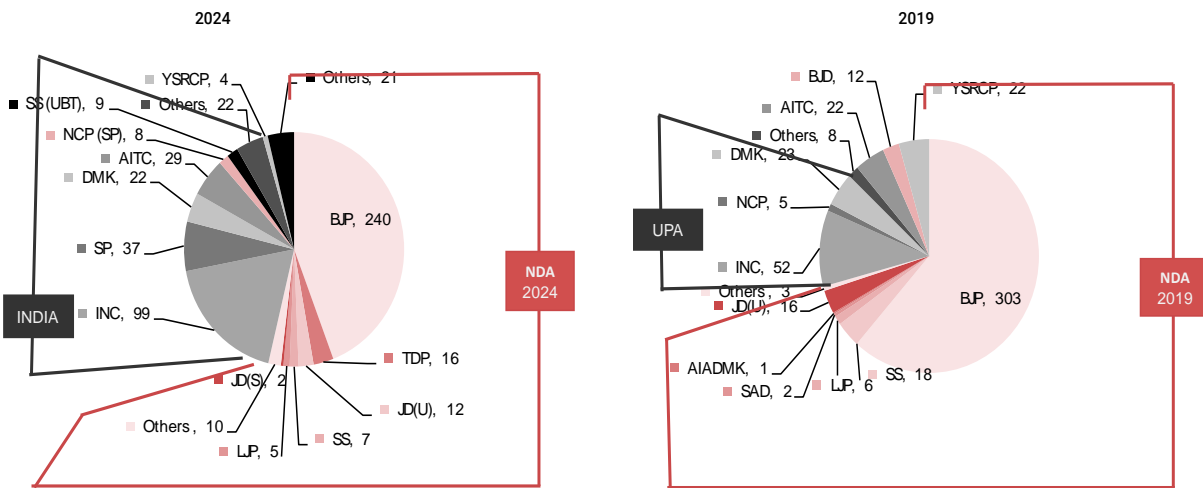 2024
YSRCP, 4
Others, 21
SS (UBT), 9
Others, 22
NCP (SP), 8
AITC, 29
DMK, 22
BJP, 240
SP, 37
NDA
2024
INDIA
INC, 99
TDP, 16
JD(S), 2
JD(U), 12
Others, 10
SS, 7
LJP, 5
2019
BJD, 12
YSRCP, 22
AITC, 22
Others, 8
DMK, 23
NCP, 5
UPA
INC, 52
NDA
2019
Others, 3
BJP, 303
JD(U), 16
AIADMK, 1
SS, 18
LJP, 6
SAD, 2